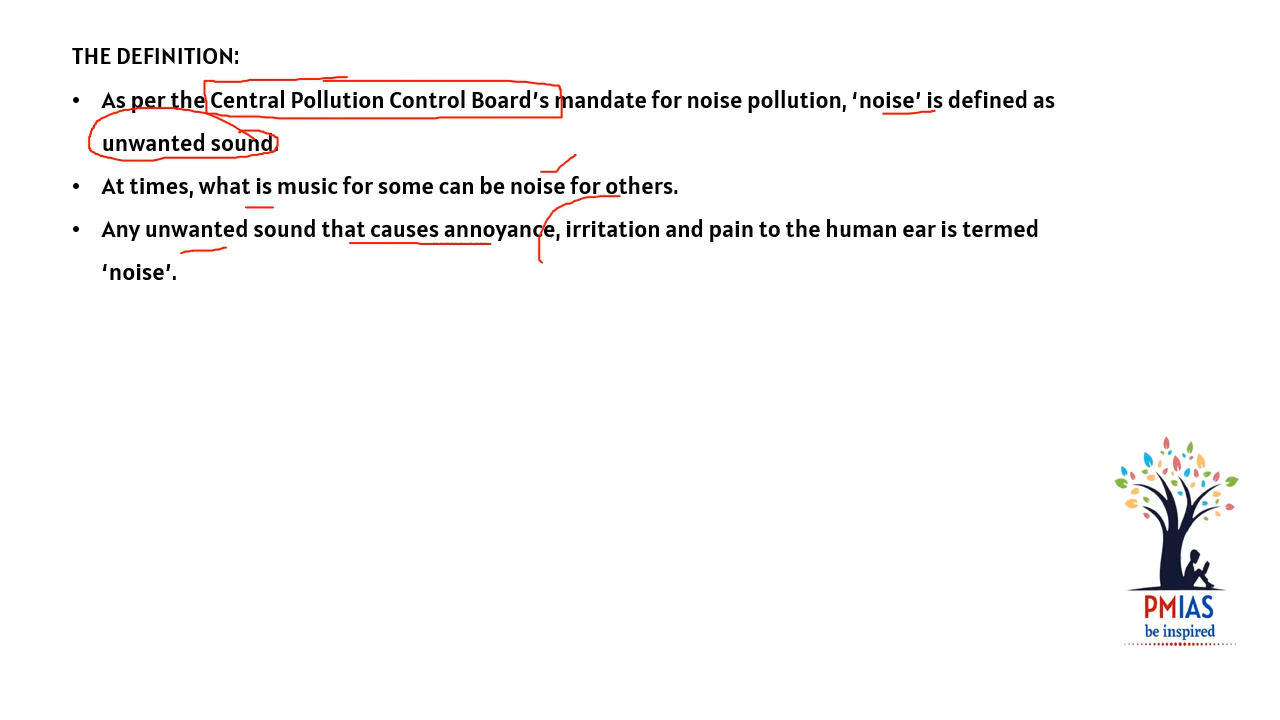 THE DEFINITION:
• As per the Central Pollution Control Board’s mandate for noise pollution, ‘noise’ is defined as
unwanted sound.
• At times, what is music for some can be noise for others.
• Any unwanted sound that causes annoyance, irritation and pain to the human ear is termed
‘noise’.
PMIAS
be inspired